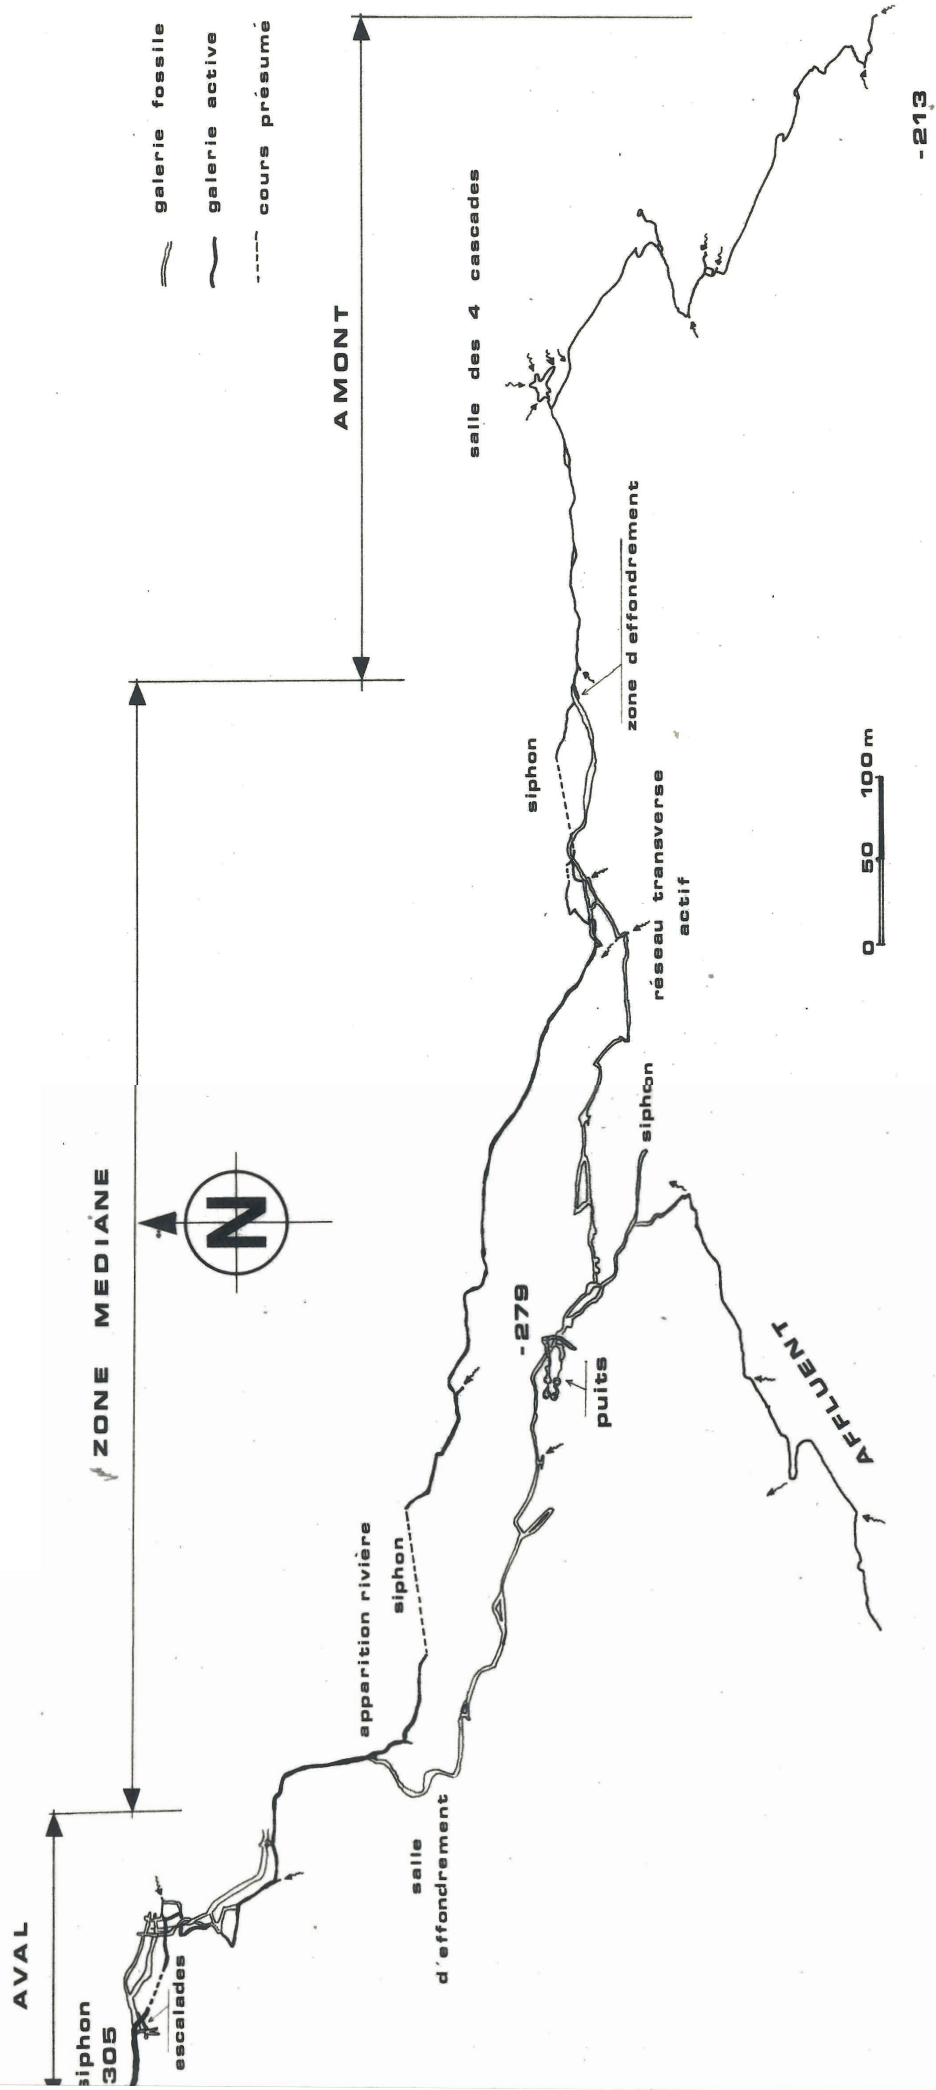 galerie fossile
galerie active
cours présumé
AMONT
salle des 4 cascades
-213
zone d effondrement
siphon
réseau transverse
actif
0 50 100m
ZONE MEDIANE
N
siphon
-279
puits
AFFLUENT
apparition rivière
siphon
salle
d'effondrement
AVAL
siphon
305
escalades